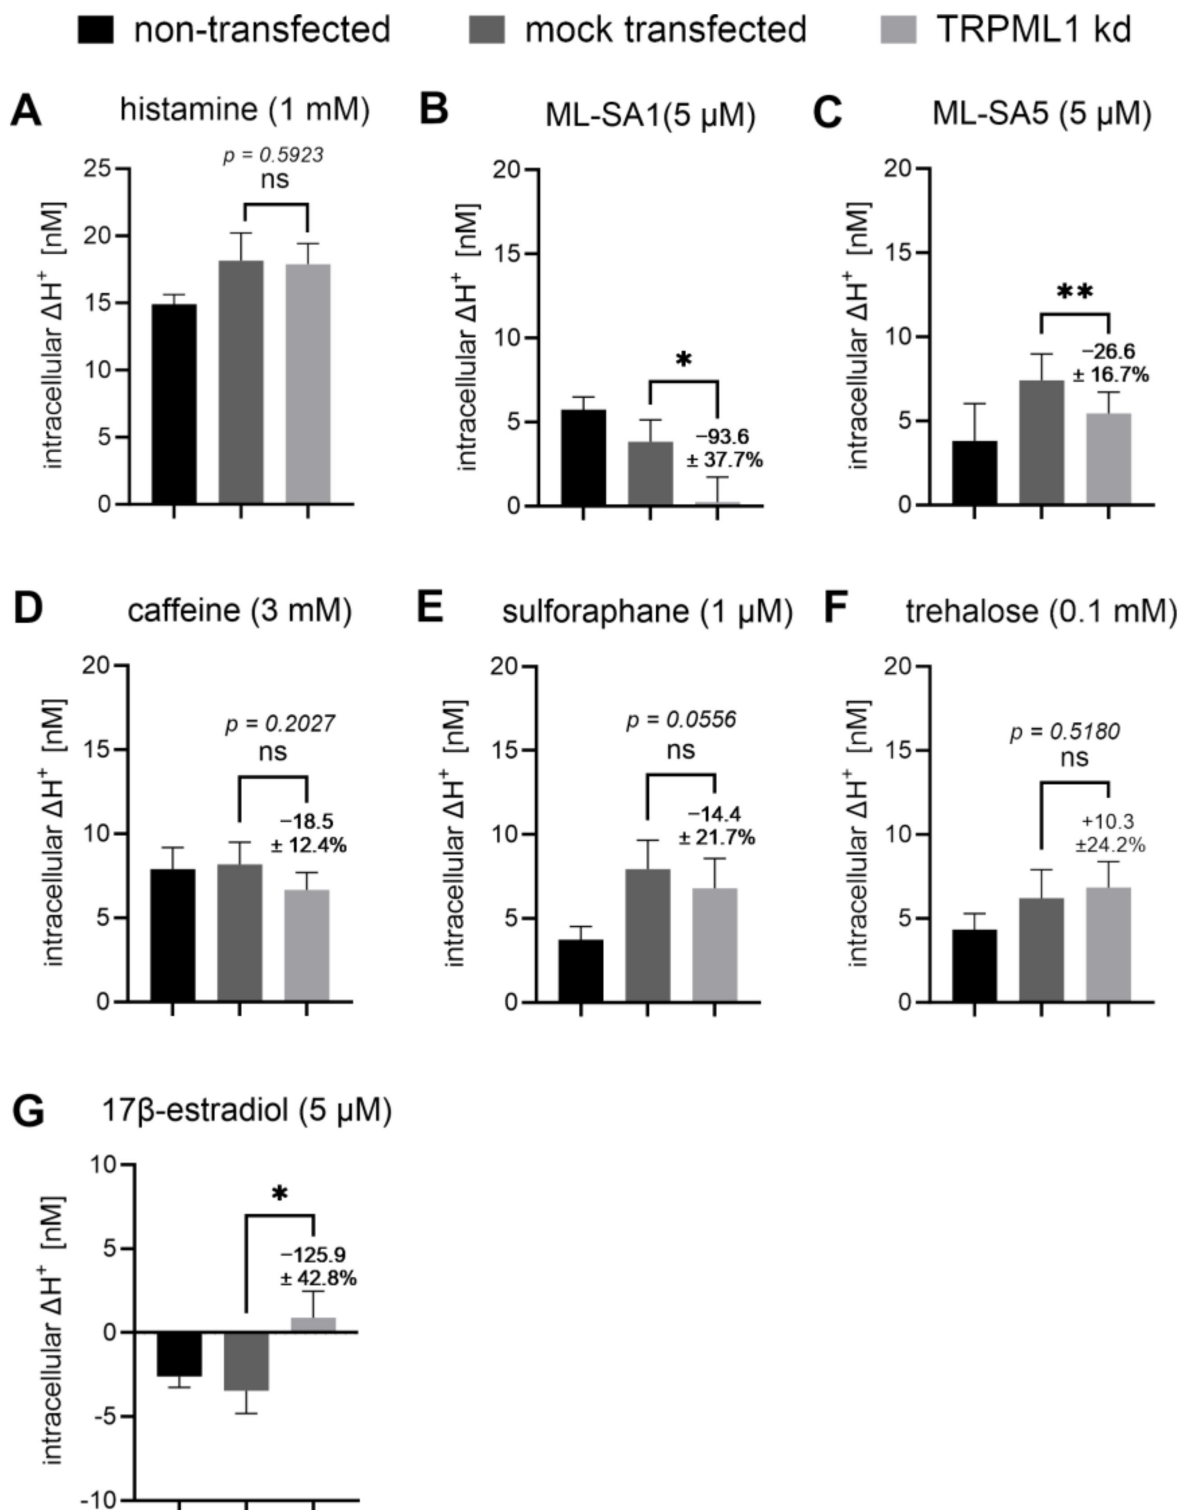 non-transfected mock transfected TRPML1 kd
A histamine (1 mM)
p = 0.5923
ns
25
20
15
10
5
0
intracellular ΔH⁺ [nM]
B ML-SA1(5 µM)
20
15
10
5
0
intracellular ΔH⁺ [nM]
*
−93.6
± 37.7%
C ML-SA5 (5 µM)
20
15
10
5
0
intracellular ΔH⁺ [nM]
**
−26.6
± 16.7%
D caffeine (3 mM)
20
15
10
5
0
intracellular ΔH⁺ [nM]
p = 0.2027
ns
−18.5
± 12.4%
E sulforaphane (1 µM)
20
15
10
5
0
intracellular ΔH⁺ [nM]
p = 0.0556
ns
−14.4
± 21.7%
F trehalose (0.1 mM)
20
15
10
5
0
intracellular ΔH⁺ [nM]
p = 0.5180
ns
+10.3
±24.2%
G 17β-estradiol (5 µM)
10
5
0
-5
-10
intracellular ΔH⁺ [nM]
*
−125.9
± 42.8%